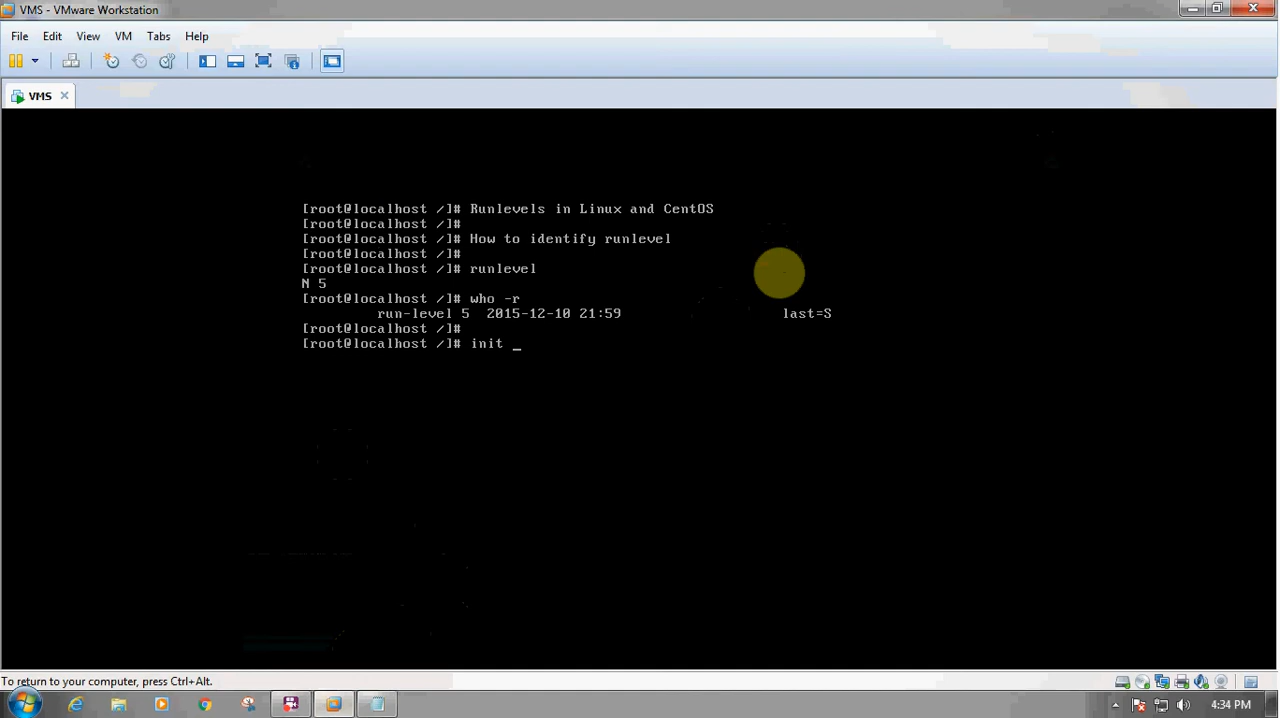 VMS - VMware Workstation
File Edit View VM Tabs Help
VMS
[root@localhost /]# Runlevels in Linux and CentOS
[root@localhost /]#
[root@localhost /]# How to identify runlevel
[root@localhost /]#
[root@localhost /]# runlevel
N 5
[root@localhost /]# who -r
run-level 5 2015-12-10 21:59 last=S
[root@localhost /]#
[root@localhost /]# init _
To return to your computer, press Ctrl+Alt.
4:34 PM